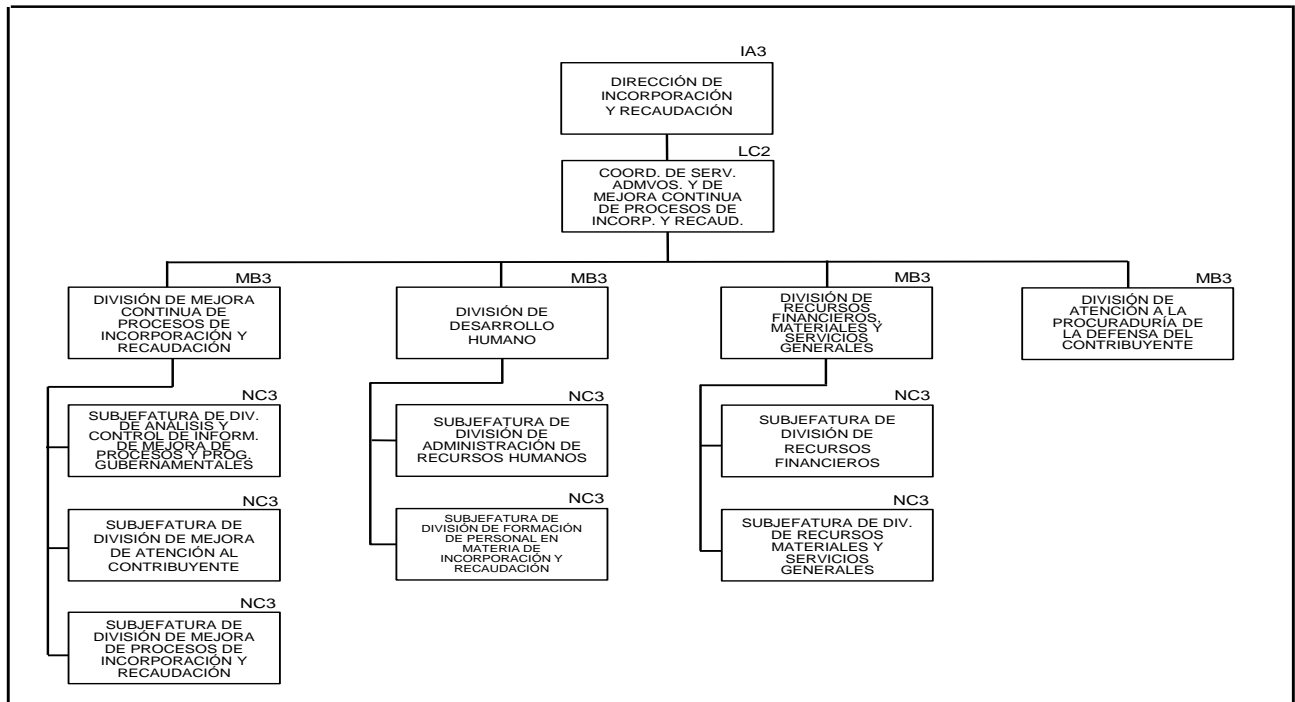 IA3
DIRECCIÓN DE
INCORPORACIÓN
Y RECAUDACIÓN
LC2
COORD. DE SERV.
ADMVOS. Y DE
MEJORA CONTINUA
DE PROCESOS DE
INCORP. Y RECAUD.
MB3
DIVISIÓN DE MEJORA
CONTINUA DE
PROCESOS DE
INCORPORACIÓN Y
RECAUDACIÓN
MB3
DIVISIÓN DE
DESARROLLO
HUMANO
MB3
DIVISIÓN DE
RECURSOS
FINANCIEROS,
MATERIALES Y
SERVICIOS
GENERALES
MB3
DIVISIÓN DE
ATENCIÓN A LA
PROCURADURÍA DE
LA DEFENSA DEL
CONTRIBUYENTE
NC3
SUBJEFATURA DE DIV.
DE ANÁLISIS Y
CONTROL DE INFORM.
DE MEJORA DE
PROCESOS Y PROG.
GUBERNAMENTALES
NC3
SUBJEFATURA DE
DIVISIÓN DE
ADMINISTRACIÓN DE
RECURSOS HUMANOS
NC3
SUBJEFATURA DE
DIVISIÓN DE
RECURSOS
FINANCIEROS
NC3
SUBJEFATURA DE
DIVISIÓN DE MEJORA
DE ATENCIÓN AL
CONTRIBUYENTE
NC3
SUBJEFATURA DE
DIVISIÓN DE FORMACIÓN
DE PERSONAL EN
MATERIA DE
INCORPORACIÓN Y
RECAUDACIÓN
NC3
SUBJEFATURA DE DIV.
DE RECURSOS
MATERIALES Y
SERVICIOS
GENERALES
NC3
SUBJEFATURA DE
DIVISIÓN DE MEJORA
DE PROCESOS DE
INCORPORACIÓN Y
RECAUDACIÓN